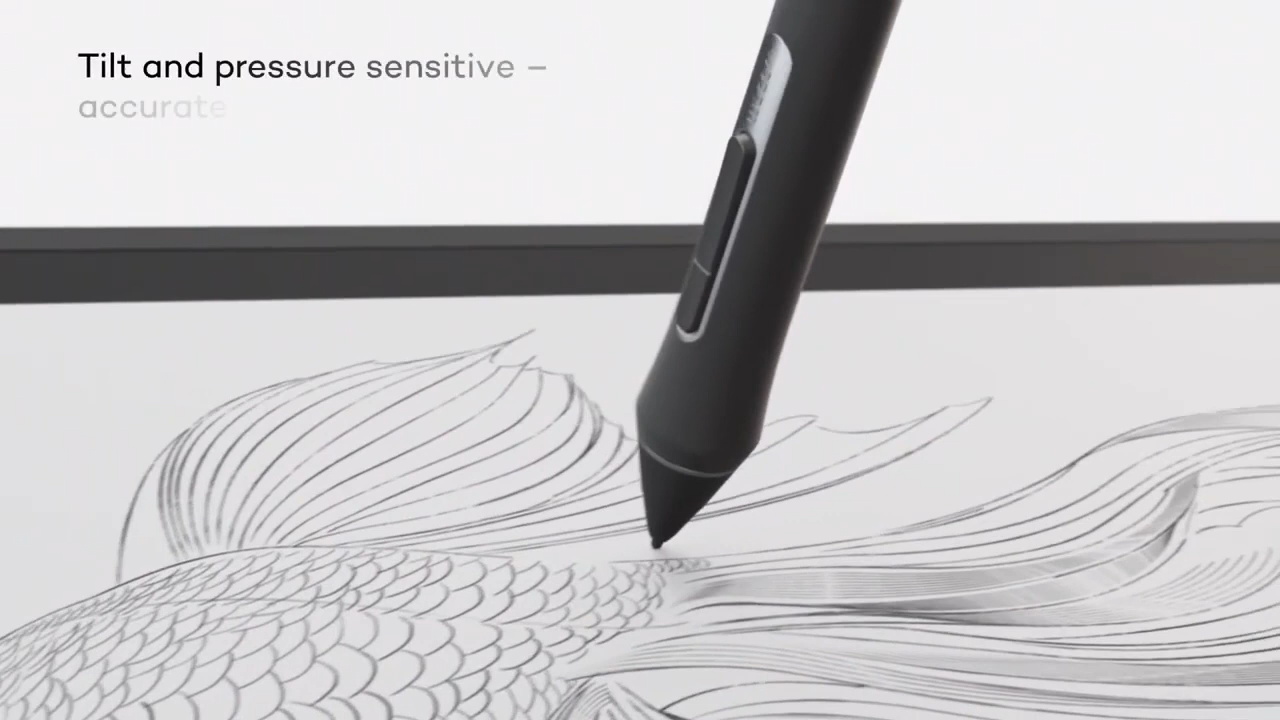 Tilt and pressure sensitive –
accurate